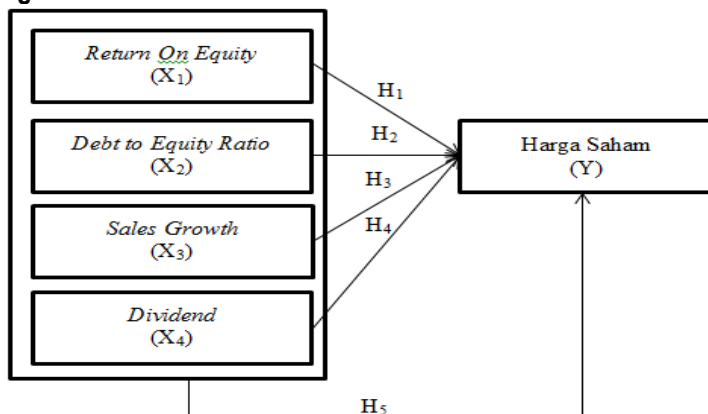 Return On Equity
(X₁)
H₁
Debt to Equity Ratio
(X₂)
H₂
Harga Saham
(Y)
H₃
Sales Growth
(X₃)
H₄
Dividend
(X₄)
H₅